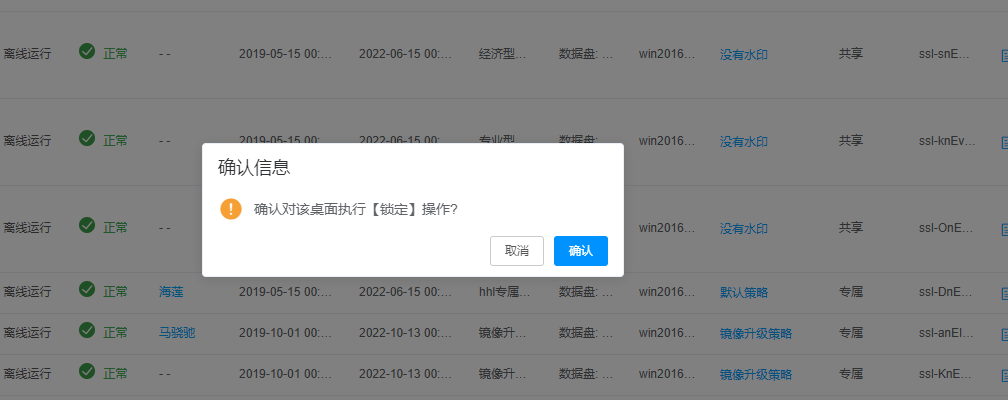 离线运行 正常 - - 2019-05-15 00:... 2022-06-15 00:... 经济型... 数据盘: ... win2016... 没有水印 共享 ssl-snE...
离线运行 正常 - - 2019-05-15 00:... 2022-06-15 00:... 专业型... 数据盘: ... win2016... 没有水印 共享 ssl-knEv...
确认信息
确认对该桌面执行【锁定】操作?
离线运行 正常 - - win2016... 没有水印 共享 ssl-OnE...
取消 确认
离线运行 正常 海莲 2019-05-15 00:... 2022-06-15 00:... hhl专属... 数据盘: ... win2016... 默认策略 专属 ssl-DnE...
离线运行 正常 马骁驰 2019-10-01 00:... 2022-10-13 00:... 镜像升... 数据盘: ... win2016... 镜像升级策略 专属 ssl-anEl...
离线运行 正常 - - 2019-10-01 00:... 2022-10-13 00:... 镜像升... 数据盘: ... win2016... 镜像升级策略 专属 ssl-KnE...